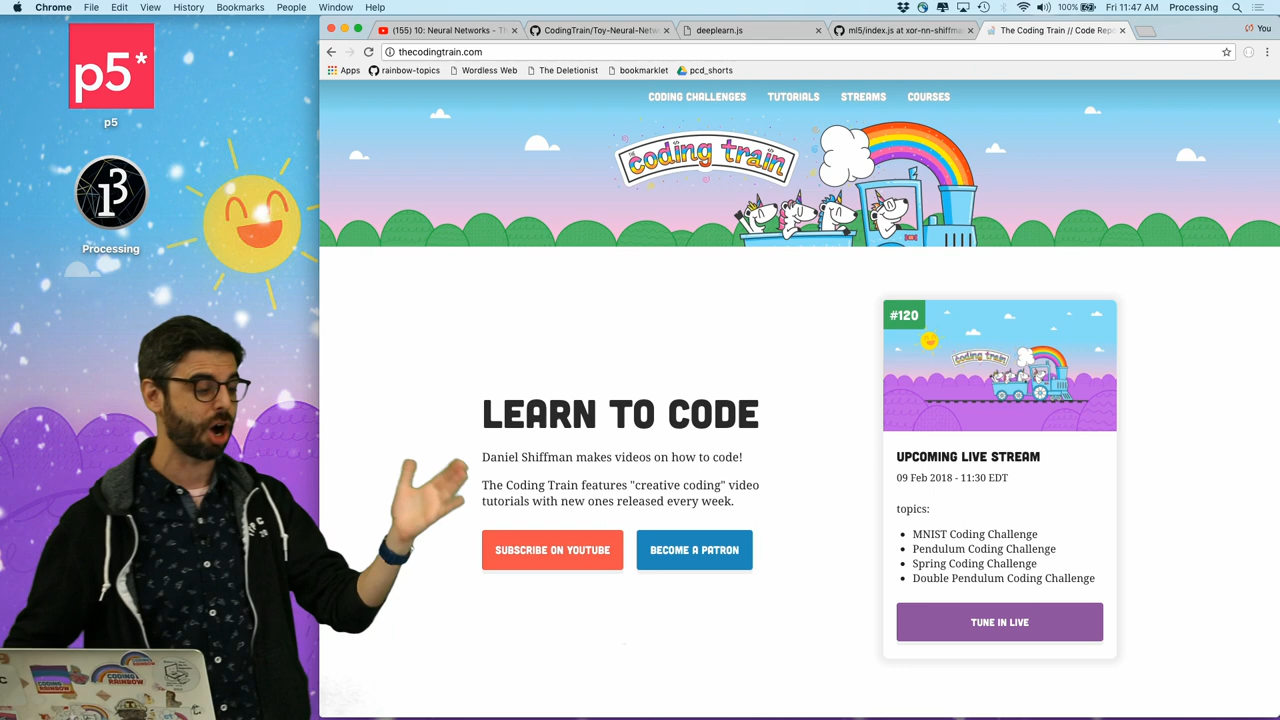 Chrome File Edit View History Bookmarks People Window Help 100% Fri 11:47 AM Processing
(155) 10: Neural Networks - Th CodingTrain/Toy-Neural-Netw deeplearn.js ml5/index.js at xor-nn-shiffma The Coding Train // Code Repo You
thecodingtrain.com
Apps rainbow-topics Wordless Web The Deletionist bookmarklet pcd_shorts
CODING CHALLENGES TUTORIALS STREAMS COURSES
p5*
p5
coding train
Processing
#120
coding train
LEARN TO CODE
Daniel Shiffman makes videos on how to code!
The Coding Train features "creative coding" video
tutorials with new ones released every week.
SUBSCRIBE ON YOUTUBE BECOME A PATRON
UPCOMING LIVE STREAM
09 Feb 2018 - 11:30 EDT
topics:
MNIST Coding Challenge
Pendulum Coding Challenge
Spring Coding Challenge
Double Pendulum Coding Challenge
TUNE IN LIVE
CODING
RAINBOW
CODING
RAINBOW